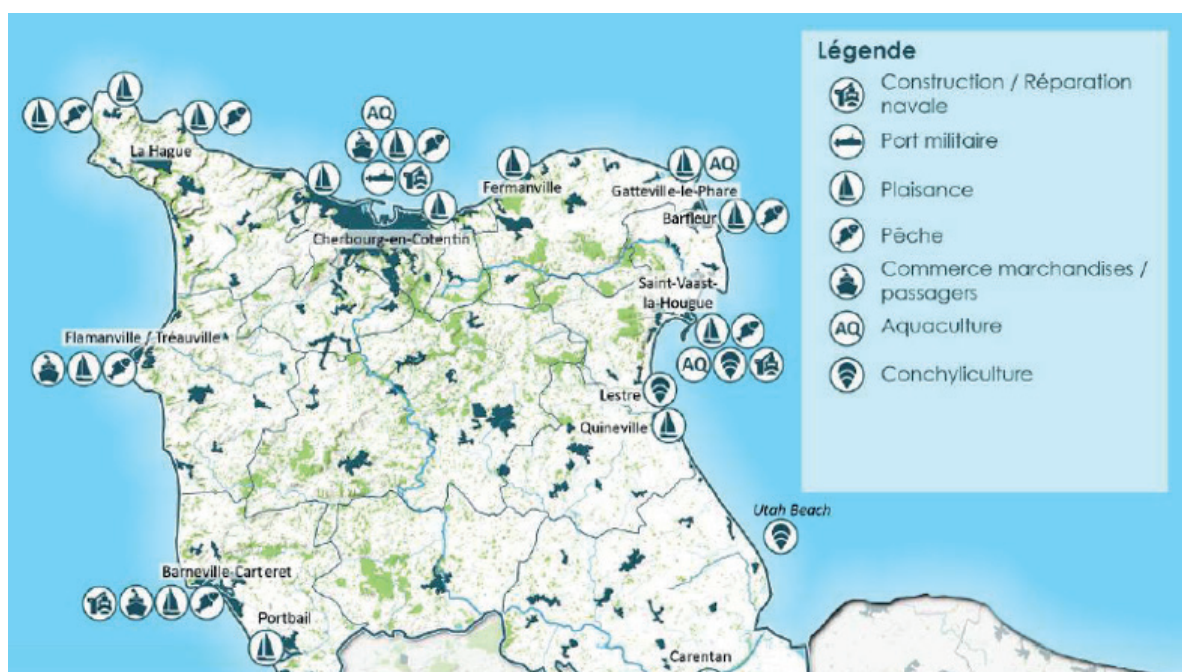 Légende
Construction / Réparation
navale
Port militaire
Plaisance
Pêche
Commerce marchandises /
passagers
AQ
Aquaculture
Conchyliculture
AQ
La Hague
Fermanville
AQ
Gatteville-le-Phare
Barfleur
Cherbourg-en-Cotentin
Saint-Vaast-
la-Hougue
Flamanville / Tréauville
AQ
Lestre
Quineville
Utah Beach
Barneville-Carteret
Portbail
Carentan